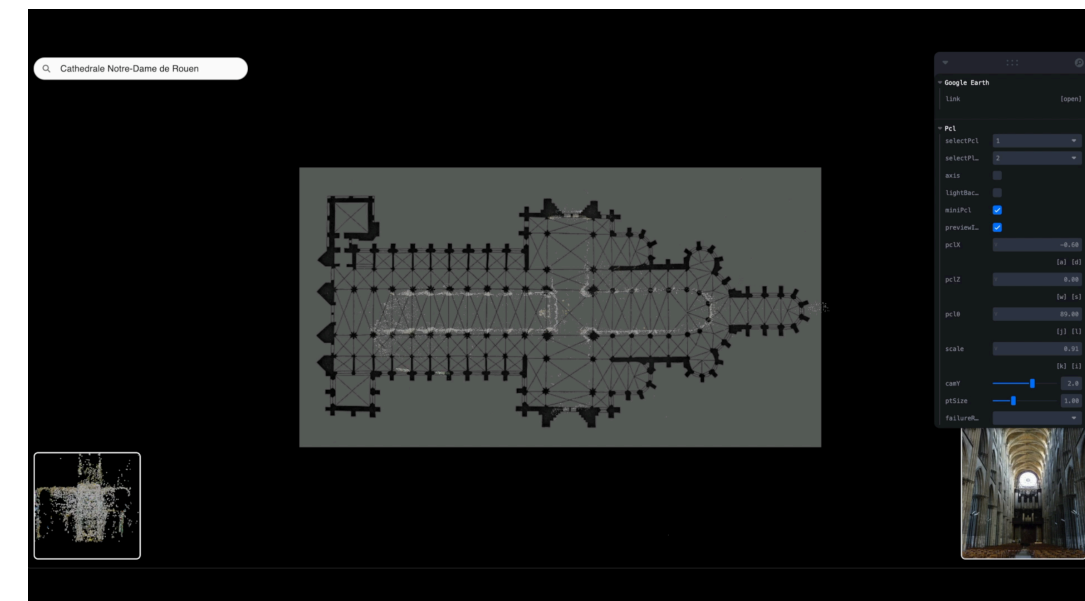 Cathedrale Notre-Dame de Rouen
Google Earth
link [open]
Pcl
selectPcl 1
selectPl… 2
axis
lightBac…
miniPcl
previewI…
pclX -0.60
[a] [d]
pclZ 0.00
[w] [s]
pclθ 89.00
[j] [l]
scale 0.91
[k] [i]
camY 2.0
ptSize 1.00
failureR…